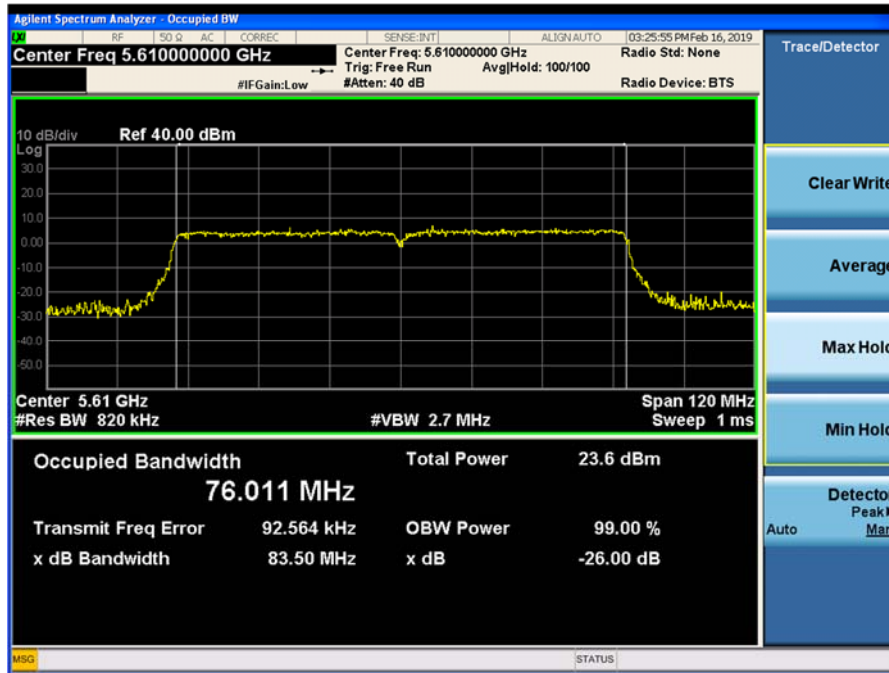 Agilent Spectrum Analyzer - Occupied BW
LXI RF 50 Ω AC CORREC SENSE:INT ALIGN AUTO 03:25:55 PM Feb 16, 2019
Center Freq 5.610000000 GHz
Center Freq: 5.610000000 GHz
Radio Std: None
Trig: Free Run Avg|Hold: 100/100
#IFGain:Low
#Atten: 40 dB
Radio Device: BTS
Trace/Detector
10 dB/div Ref 40.00 dBm
Log
30.0
20.0
10.0
0.00
-10.0
-20.0
-30.0
-40.0
-50.0
Center 5.61 GHz Span 120 MHz
#Res BW 820 kHz #VBW 2.7 MHz Sweep 1 ms
Occupied Bandwidth Total Power 23.6 dBm
76.011 MHz
Transmit Freq Error 92.564 kHz OBW Power 99.00 %
x dB Bandwidth 83.50 MHz x dB -26.00 dB
Clear Write
Average
Max Hold
Min Hold
Detector
Peak
Auto Man
MSG STATUS